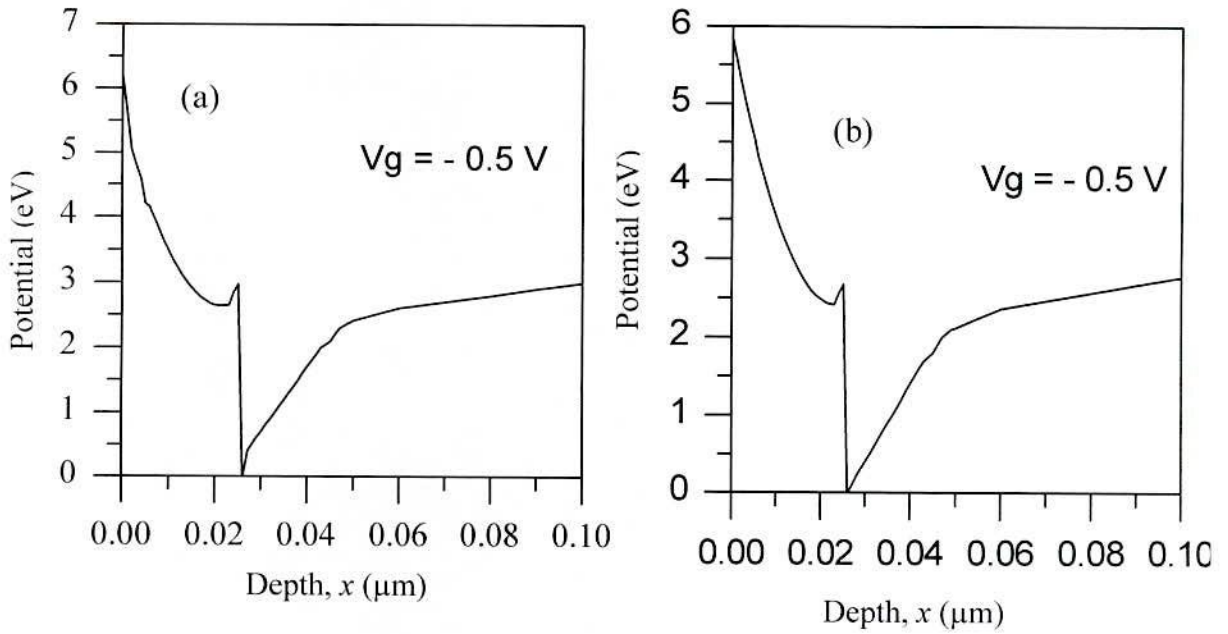 7
6
5
4
3
2
1
0
Potential (eV)
(a)
Vg = - 0.5 V
0.00 0.02 0.04 0.06 0.08 0.10
Depth, x (μm)
6
5
4
3
2
1
0
Potential (eV)
(b)
Vg = - 0.5 V
0.00 0.02 0.04 0.06 0.08 0.10
Depth, x (μm)